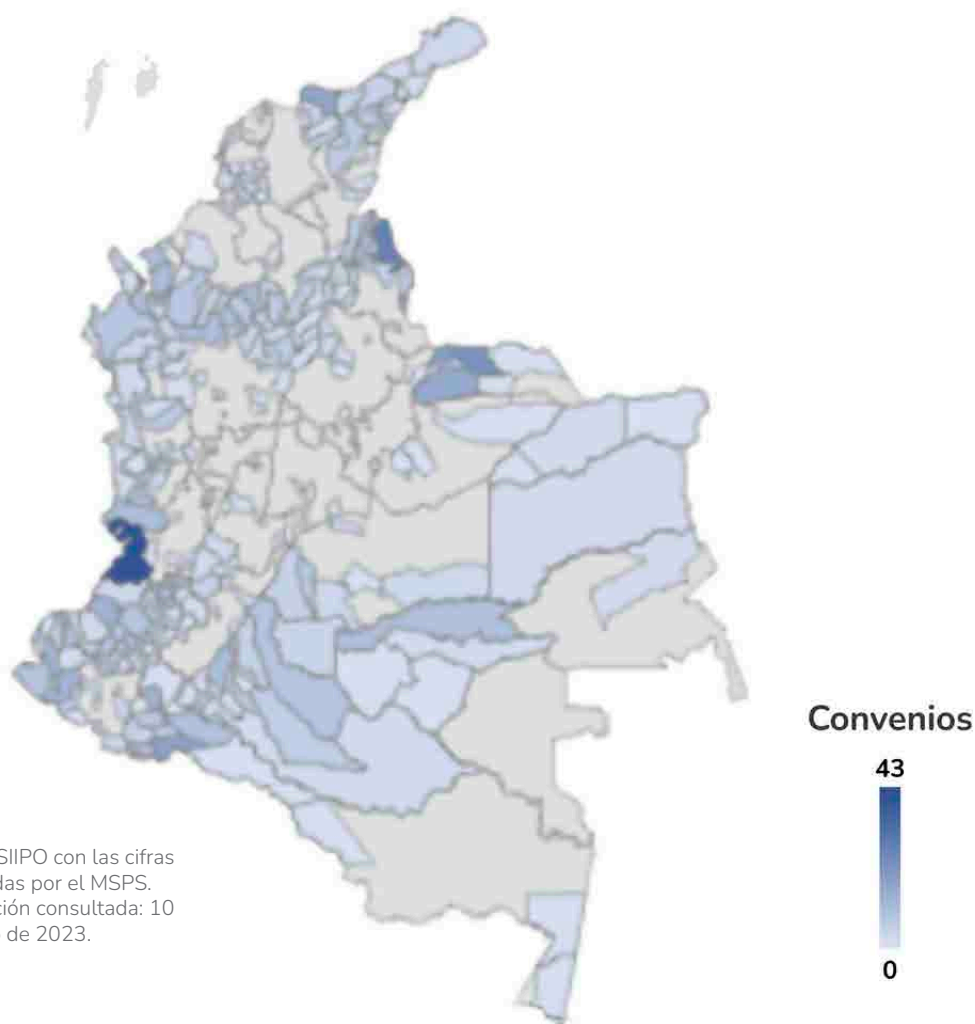 Convenios
43
0
SIIPO con las cifras
das por el MSPS.
ción consultada: 10
de 2023.